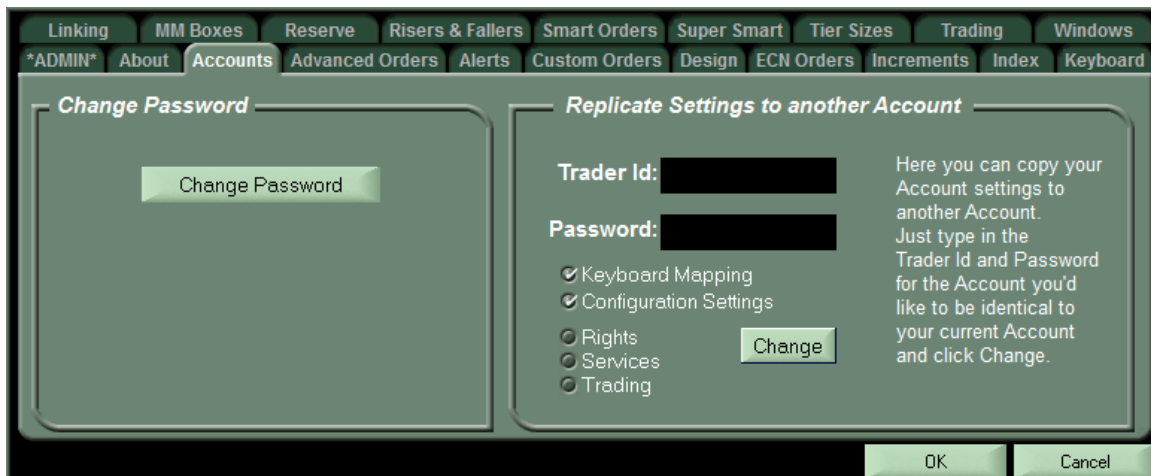 Linking MM Boxes Reserve Risers & Fallers Smart Orders Super Smart Tier Sizes Trading Windows
*ADMIN* About Accounts Advanced Orders Alerts Custom Orders Design ECN Orders Increments Index Keyboard
Change Password
Change Password
Replicate Settings to another Account
Trader Id:
Password:
Keyboard Mapping
Configuration Settings
Rights
Services
Trading
Change
Here you can copy your
Account settings to
another Account.
Just type in the
Trader Id and Password
for the Account you'd
like to be identical to
your current Account
and click Change.
OK Cancel